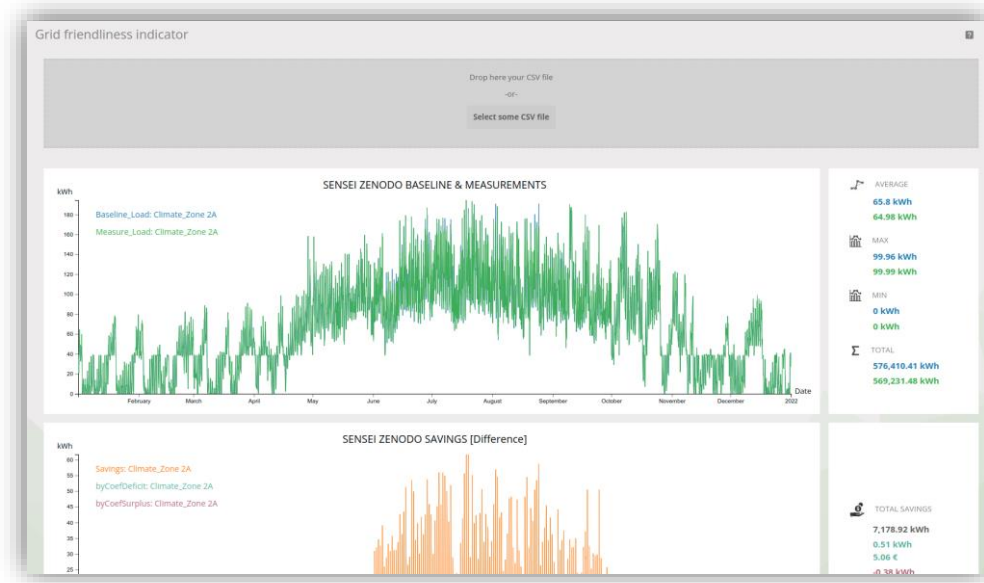 Grid friendliness indicator
?
Drop here your CSV file
-or-
Select some CSV file
SENSEI ZENODO BASELINE & MEASUREMENTS
kWh
Baseline_Load: Climate_Zone 2A
Measure_Load: Climate_Zone 2A
180
160
140
120
100
80
60
40
20
0
Date
February March April May June July August September October November December 2022
AVERAGE
65.8 kWh
64.98 kWh
MAX
99.96 kWh
99.99 kWh
MIN
0 kWh
0 kWh
Σ TOTAL
576,410.41 kWh
569,231.48 kWh
SENSEI ZENODO SAVINGS [Difference]
kWh
Savings: Climate_Zone 2A
byCoefDeficit: Climate_Zone 2A
byCoefSurplus: Climate_Zone 2A
60
55
50
45
40
35
30
25
TOTAL SAVINGS
7,178.92 kWh
0.51 kWh
5.06 €
-0.38 kWh